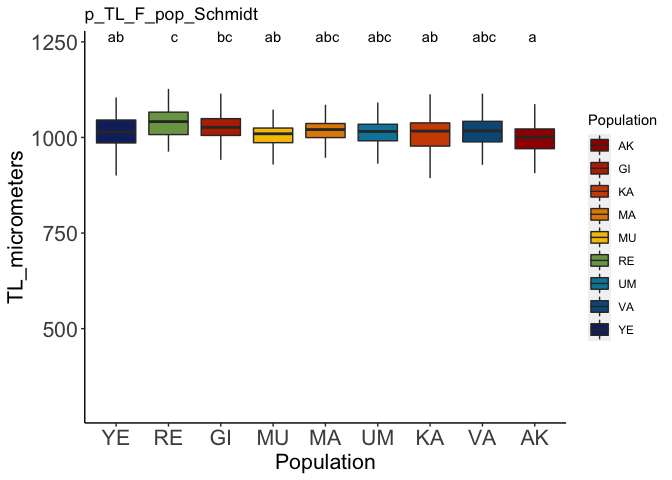 p_TL_F_pop_Schmidt
1250
ab c bc ab abc abc ab abc a
1000
750
500
TL_micrometers
YE RE GI MU MA UM KA VA AK
Population
Population
AK
GI
KA
MA
MU
RE
UM
VA
YE